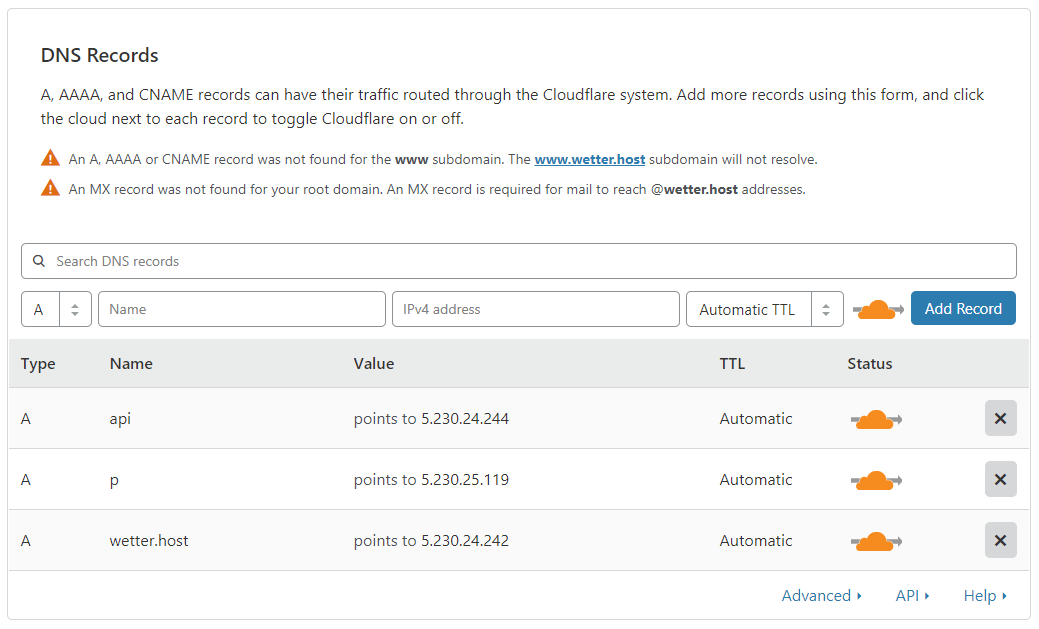 DNS Records
A, AAAA, and CNAME records can have their traffic routed through the Cloudflare system. Add more records using this form, and click
the cloud next to each record to toggle Cloudflare on or off.
An A, AAAA or CNAME record was not found for the www subdomain. The www.wetter.host subdomain will not resolve.
An MX record was not found for your root domain. An MX record is required for mail to reach @wetter.host addresses.
Search DNS records
A Name IPv4 address Automatic TTL Add Record
Type Name Value TTL Status
A api points to 5.230.24.244 Automatic
A p points to 5.230.25.119 Automatic
A wetter.host points to 5.230.24.242 Automatic
Advanced API Help